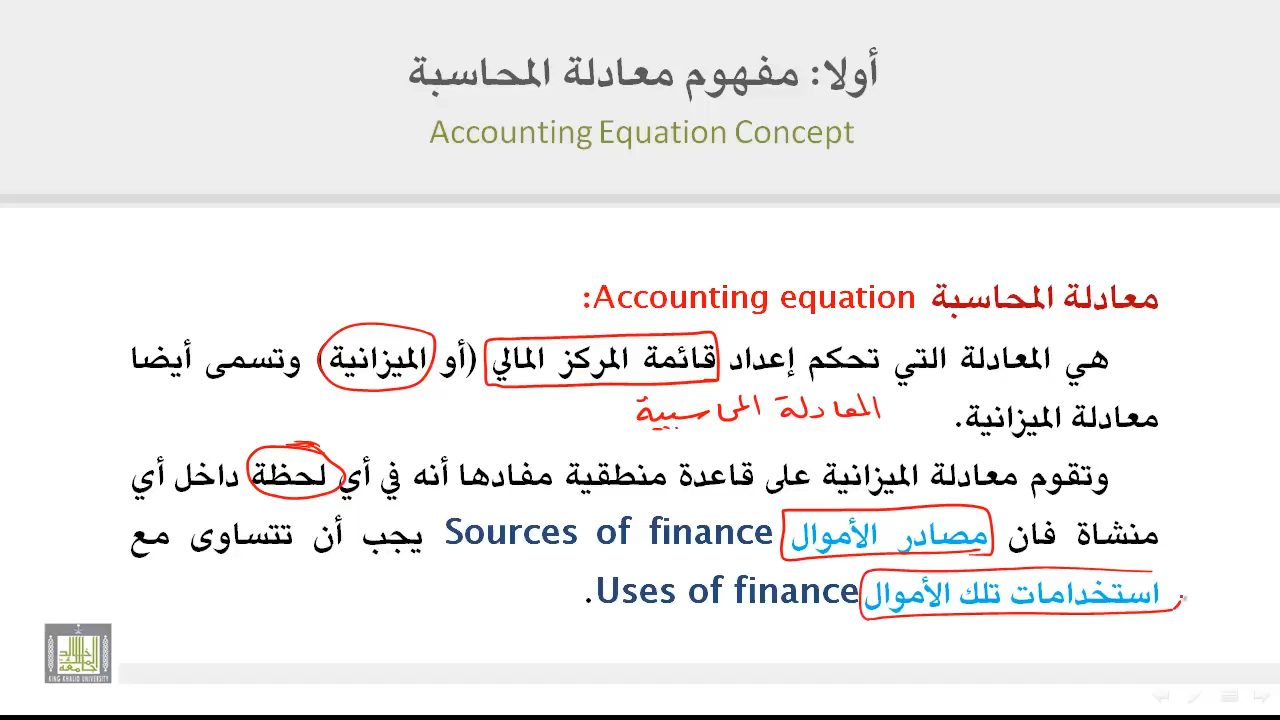 أولا: مفهوم معادلة المحاسبة
Accounting Equation Concept
معادلة المحاسبة Accounting equation:
هي المعادلة التي تحكم إعداد قائمة المركز المالي (أو الميزانية) وتسمى أيضا
معادلة الميزانية.
المعادلة المحاسبية
وتقوم معادلة الميزانية على قاعدة منطقية مفادها أنه في أي لحظة داخل أي
منشاة فان مصادر الأموال Sources of finance يجب أن تتساوى مع
استخدامات تلك الأموال Uses of finance.
KING KHALID UNIVERSITY